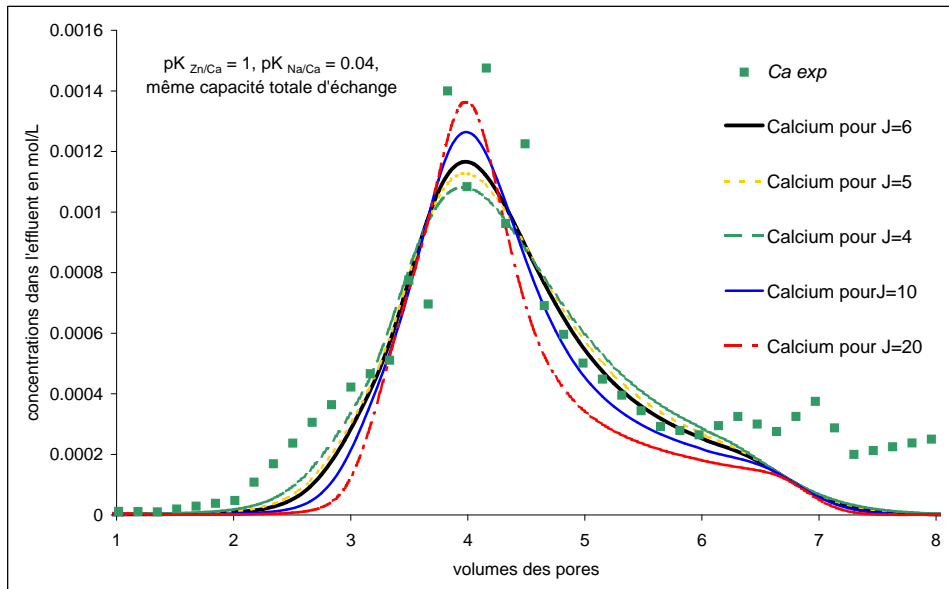 0.0016
0.0014
0.0012
0.001
0.0008
0.0006
0.0004
0.0002
0
concentrations dans l'effluent en mol/L
pK Zn/Ca = 1, pK Na/Ca = 0.04,
même capacité totale d'échange
Ca exp
Calcium pour J=6
Calcium pour J=5
Calcium pour J=4
Calcium pourJ=10
Calcium pour J=20
1 2 3 4 5 6 7 8
volumes des pores